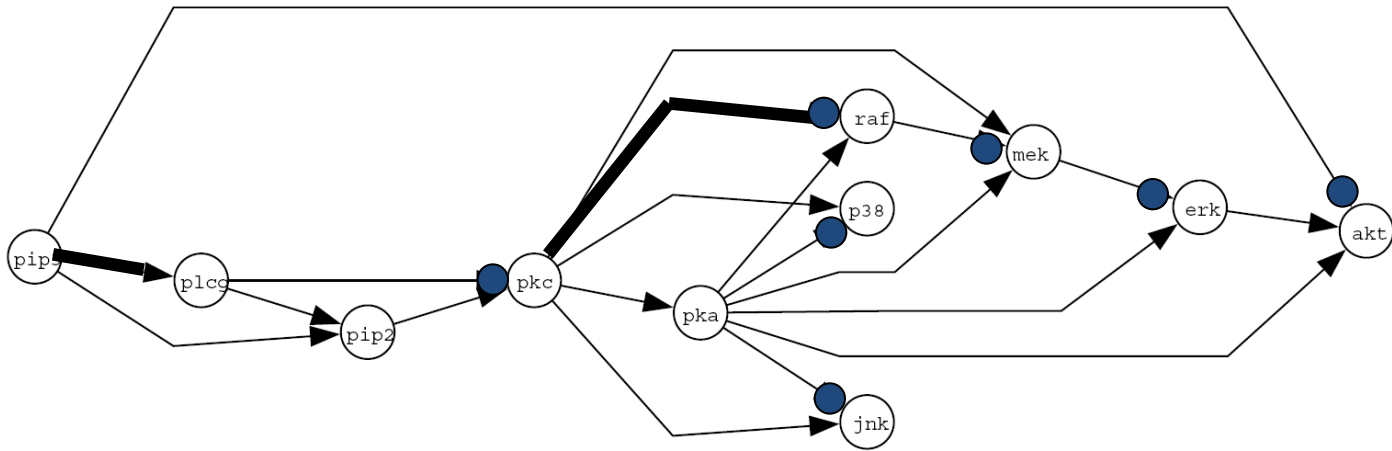 pip3
plcg
pip2
pkc
pka
raf
p38
jnk
mek
erk
akt